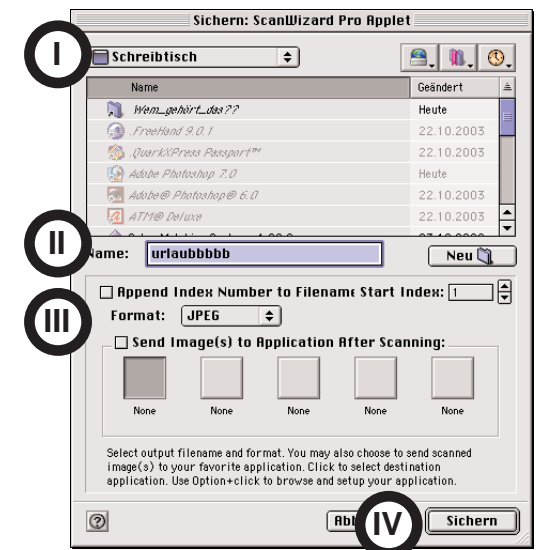 Sichern: ScanWizard Pro Applet
I
Schreibtisch
Name Geändert
Wem_gehört_das?? Heute
.FreeHand 9.0.1 22.10.2003
.QuarkXPress Passport™ 22.10.2003
Adobe Photoshop 7.0 Heute
Adobe® Photoshop® 6.0 22.10.2003
ATM® Deluxe 22.10.2003
II
Name: urlaubbbbb
Neu
Append Index Number to Filename Start Index: 1
III
Format: JPEG
Send Image(s) to Application After Scanning:
None None None None None
Select output filename and format. You may also choose to send scanned
image(s) to your favorite application. Click to select destination
application. Use Option+click to browse and setup your application.
? IV Sichern